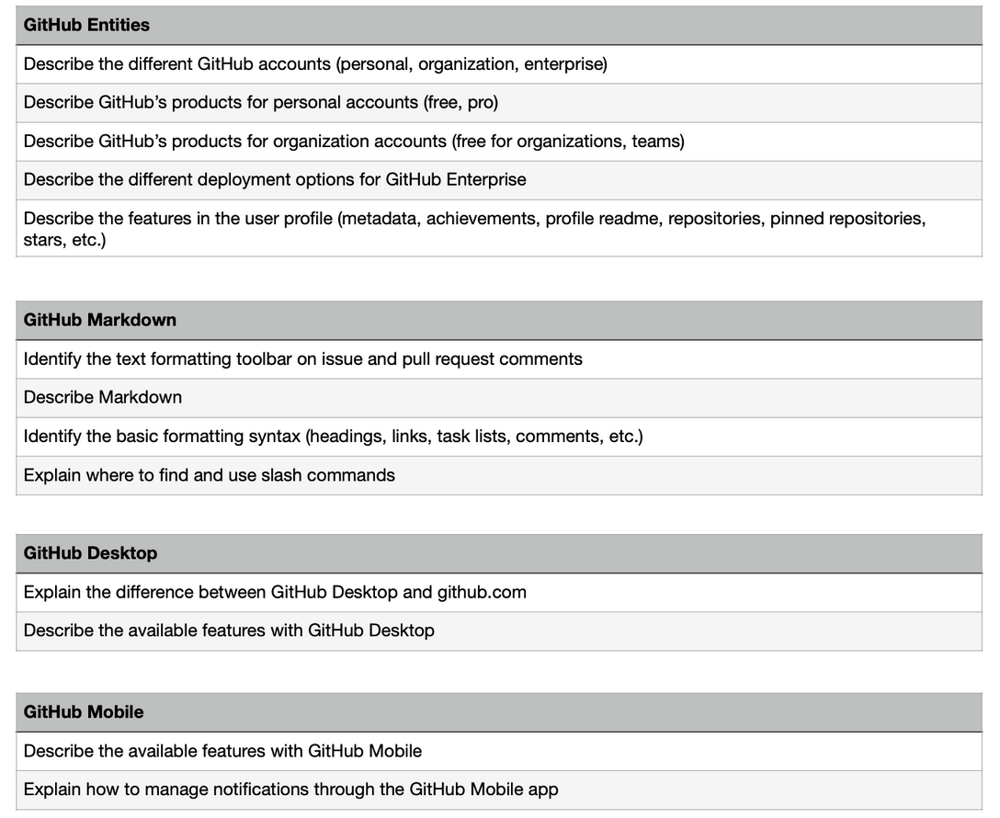 GitHub Entities
Describe the different GitHub accounts (personal, organization, enterprise)
Describe GitHub’s products for personal accounts (free, pro)
Describe GitHub’s products for organization accounts (free for organizations, teams)
Describe the different deployment options for GitHub Enterprise
Describe the features in the user profile (metadata, achievements, profile readme, repositories, pinned repositories,
stars, etc.)
GitHub Markdown
Identify the text formatting toolbar on issue and pull request comments
Describe Markdown
Identify the basic formatting syntax (headings, links, task lists, comments, etc.)
Explain where to find and use slash commands
GitHub Desktop
Explain the difference between GitHub Desktop and github.com
Describe the available features with GitHub Desktop
GitHub Mobile
Describe the available features with GitHub Mobile
Explain how to manage notifications through the GitHub Mobile app